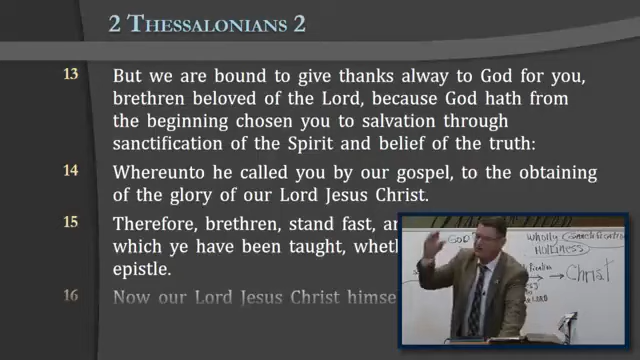 2 THESSALONIANS 2
13 But we are bound to give thanks alway to God for you,
brethren beloved of the Lord, because God hath from
the beginning chosen you to salvation through
sanctification of the Spirit and belief of the truth:
14 Whereunto he called you by our gospel, to the obtaining
of the glory of our Lord Jesus Christ.
15 Therefore, brethren, stand fast, an
which ye have been taught, wheth
epistle.
16 Now our Lord Jesus Christ himse
GOD
WHOLLY
HOLINESS
CHRIST
LORD